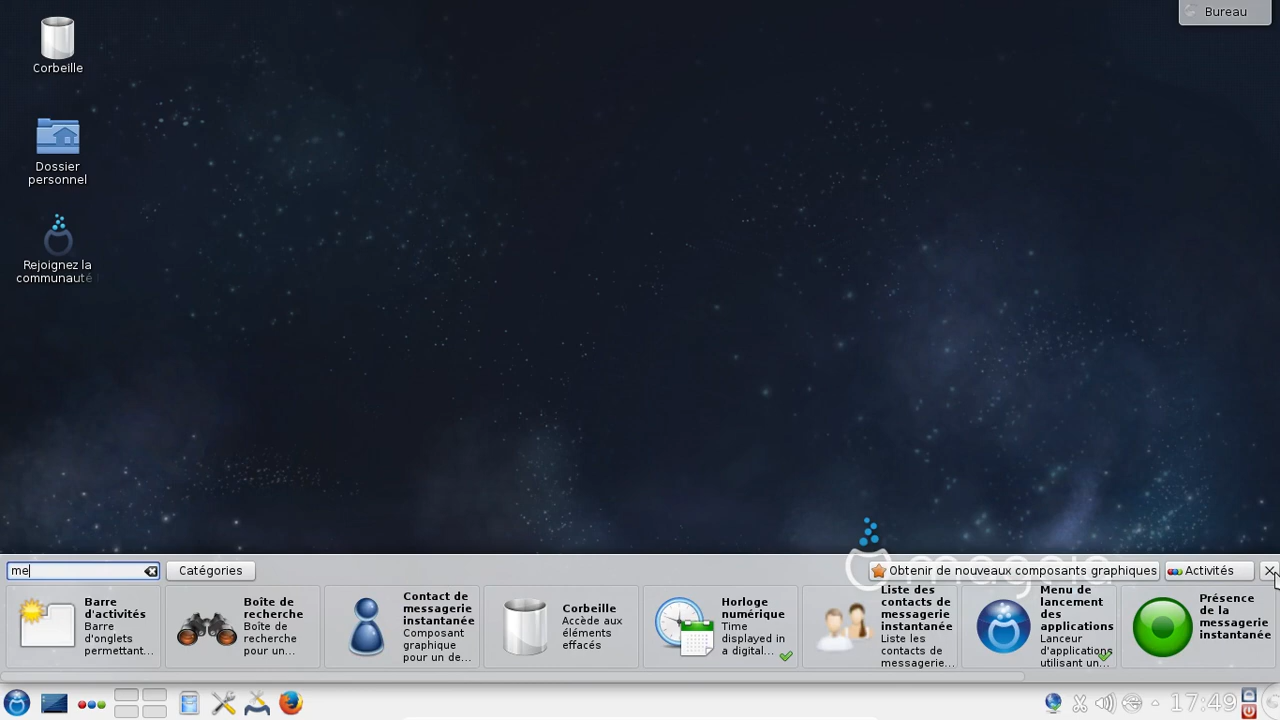 Bureau
Corbeille
Dossier
personnel
Rejoignez la
communauté
me
Catégories
mageia
Obtenir de nouveaux composants graphiques
Activités
Barre
d'activités
Barre
d'onglets
permettant...
Boîte de
recherche
Boîte de
recherche
pour un...
Contact de
messagerie
instantanée
Composant
graphique
pour un de...
Corbeille
Accède aux
éléments
effacés
Horloge
numérique
Time
displayed in
a digital...
Liste des
contacts de
messagerie
instantanée
Liste les
contacts de
messagerie...
Menu de
lancement
des
applications
Lanceur
d'applications
utilisant un...
Présence
de la
messagerie
instantanée
17:49